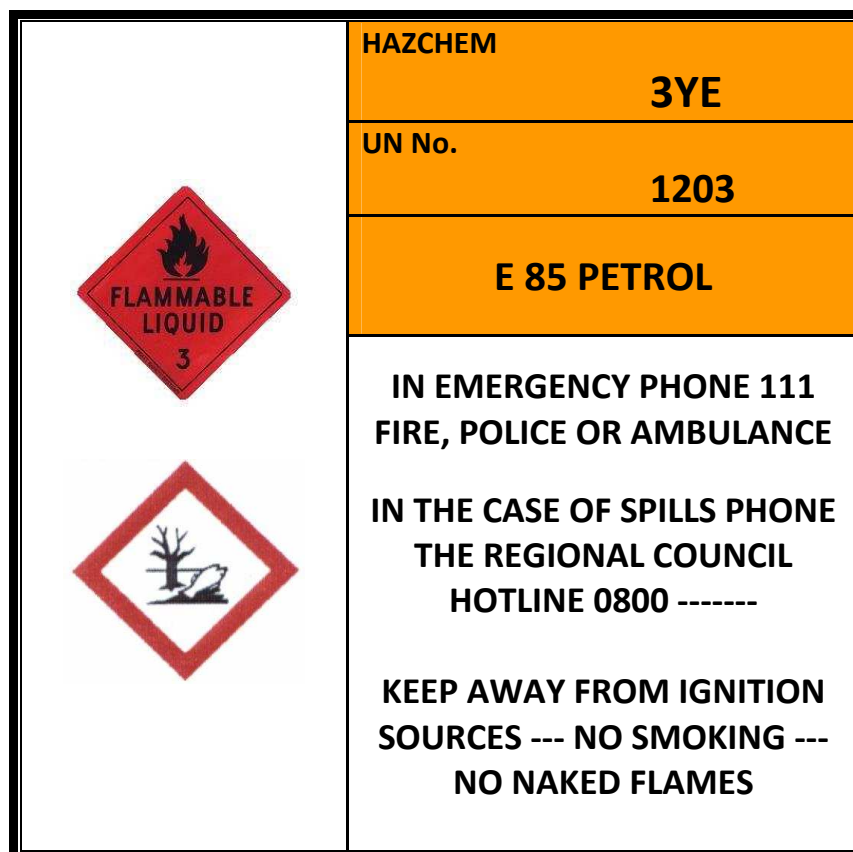 HAZCHEM
3YE
UN No.
1203
E 85 PETROL
FLAMMABLE
LIQUID
3
IN EMERGENCY PHONE 111
FIRE, POLICE OR AMBULANCE
IN THE CASE OF SPILLS PHONE
THE REGIONAL COUNCIL
HOTLINE 0800 -------
KEEP AWAY FROM IGNITION
SOURCES --- NO SMOKING ---
NO NAKED FLAMES